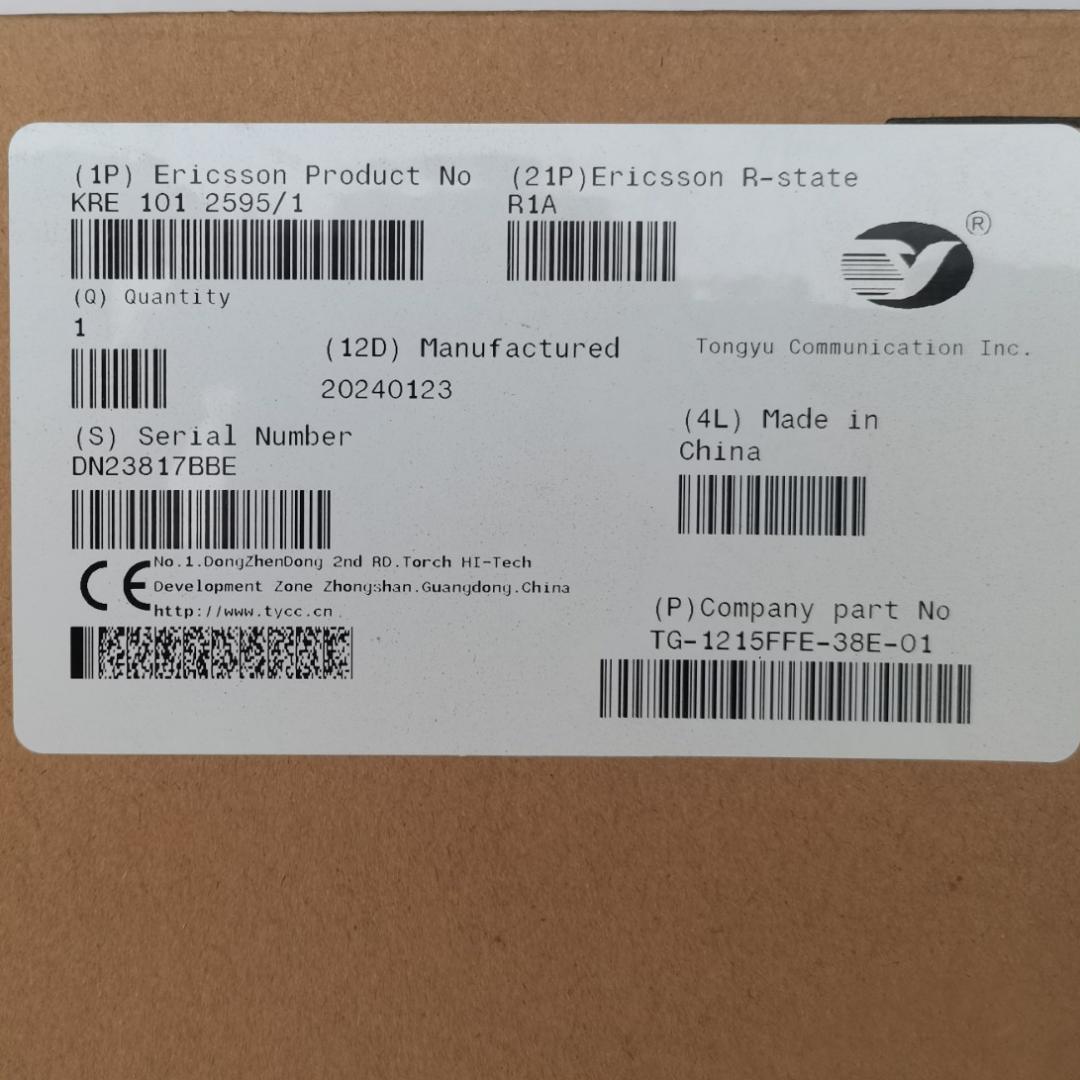 (1P) Ericsson Product No
KRE 101 2595/1
(21P)Ericsson R-state
R1A
®
(Q) Quantity
1
(12D) Manufactured
20240123
Tongyu Communication Inc.
(S) Serial Number
DN23817BBE
(4L) Made in
China
CE
No.1.DongZhenDong 2nd RD.Torch HI-Tech
Development Zone Zhongshan.Guangdong.China
http://www.tycc.cn
(P)Company part No
TG-1215FFE-38E-01